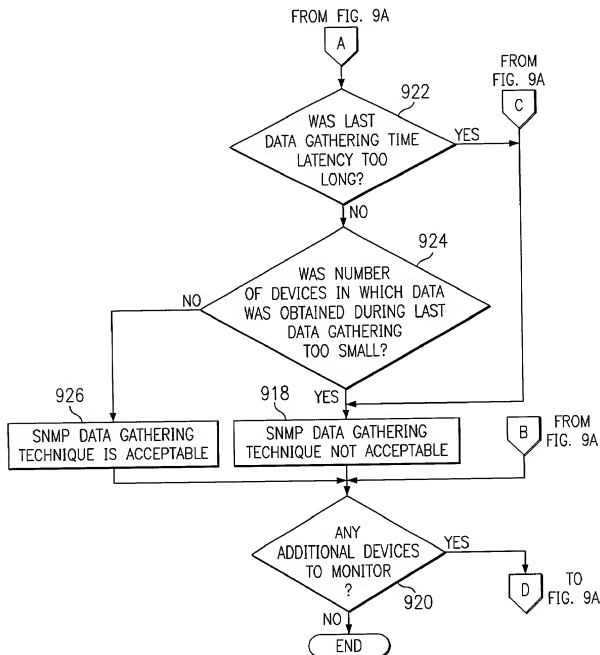 FROM FIG. 9A
A
FROM
FIG. 9A
C
922
WAS LAST
DATA GATHERING TIME
LATENCY TOO
LONG?
YES
NO
924
WAS NUMBER
OF DEVICES IN WHICH DATA
WAS OBTAINED DURING LAST
DATA GATHERING
TOO SMALL?
NO
YES
926
SNMP DATA GATHERING
TECHNIQUE IS ACCEPTABLE
918
SNMP DATA GATHERING
TECHNIQUE NOT ACCEPTABLE
B
FROM
FIG. 9A
ANY
ADDITIONAL DEVICES
TO MONITOR
?
YES
920
D
TO
FIG. 9A
NO
END